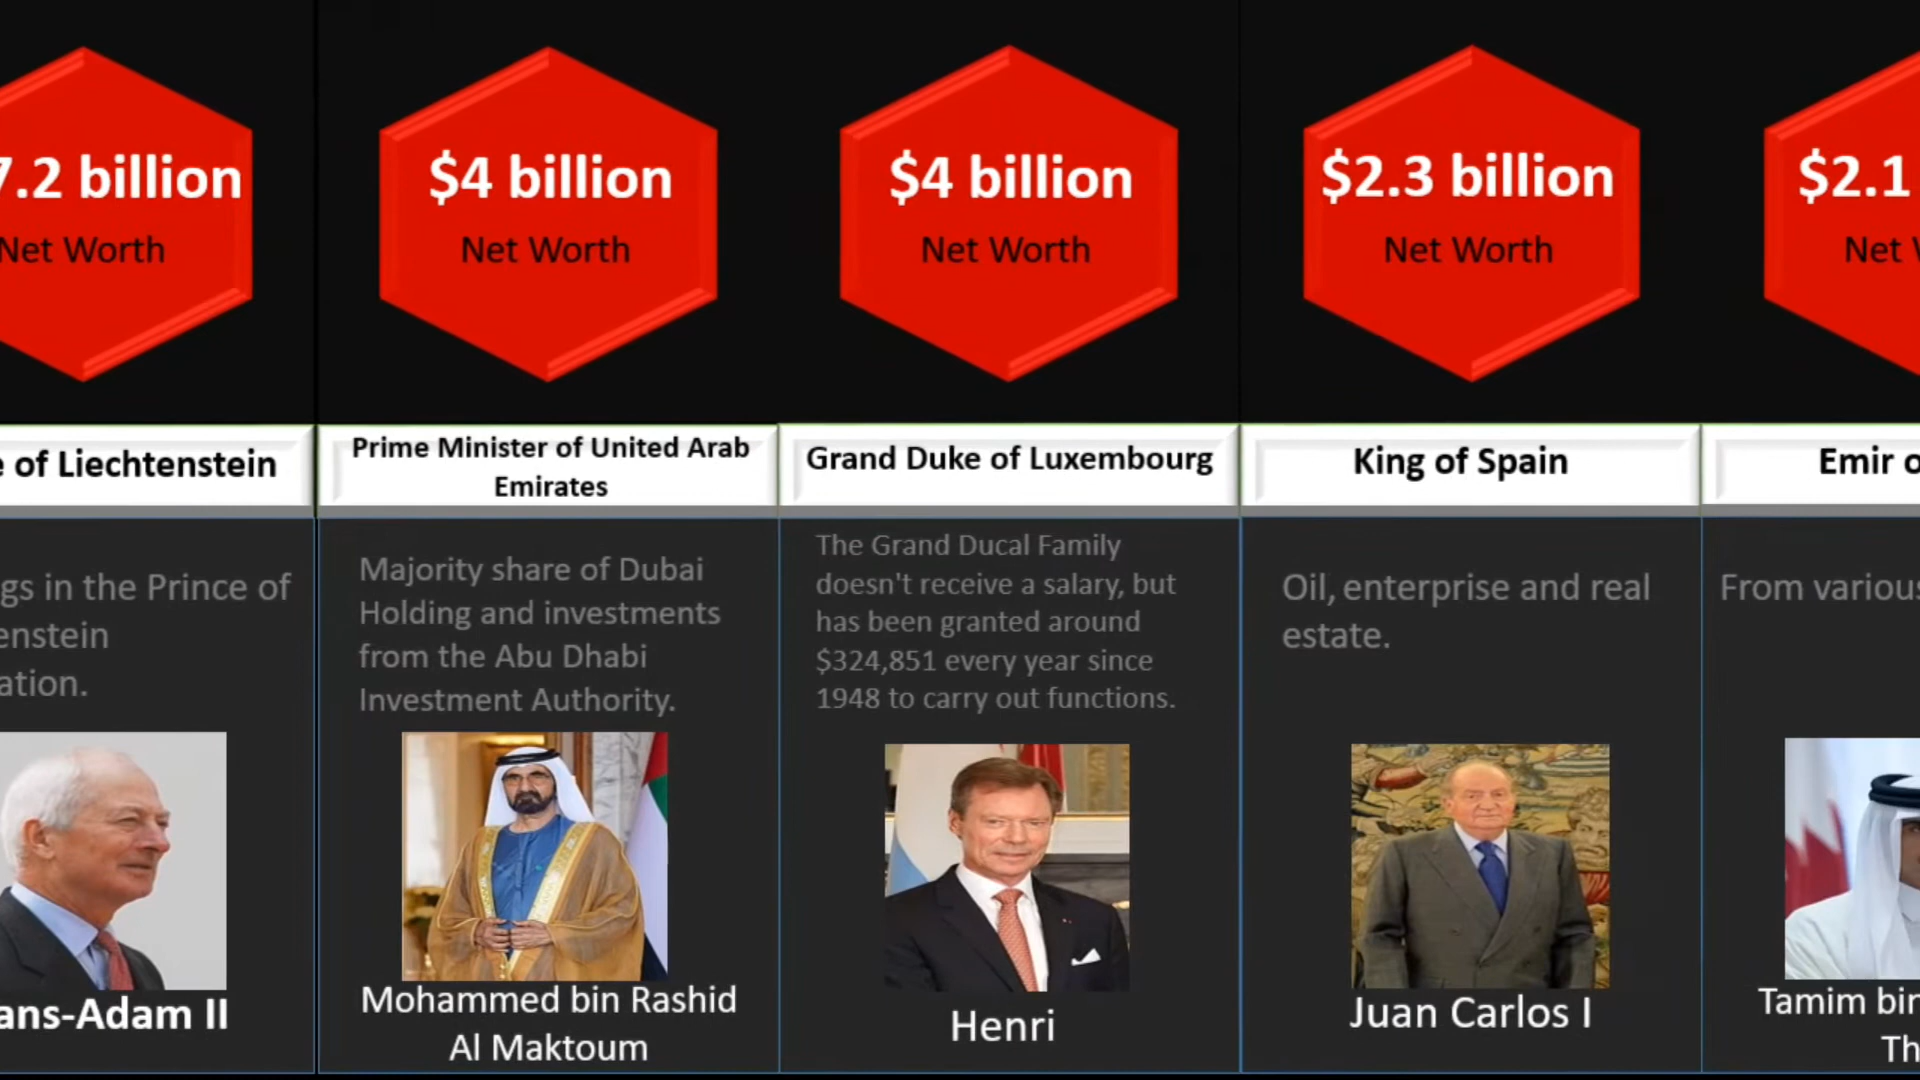 7.2 billion
Net Worth
e of Liechtenstein
gs in the Prince of
enstein
ation.
ans-Adam II
$4 billion
Net Worth
Prime Minister of United Arab
Emirates
Majority share of Dubai
Holding and investments
from the Abu Dhabi
Investment Authority.
Mohammed bin Rashid
Al Maktoum
$4 billion
Net Worth
Grand Duke of Luxembourg
The Grand Ducal Family
doesn't receive a salary, but
has been granted around
$324,851 every year since
1948 to carry out functions.
Henri
$2.3 billion
Net Worth
King of Spain
Oil, enterprise and real
estate.
Juan Carlos I
$2.1
Net
Emir o
From various
Tamim bin
Th